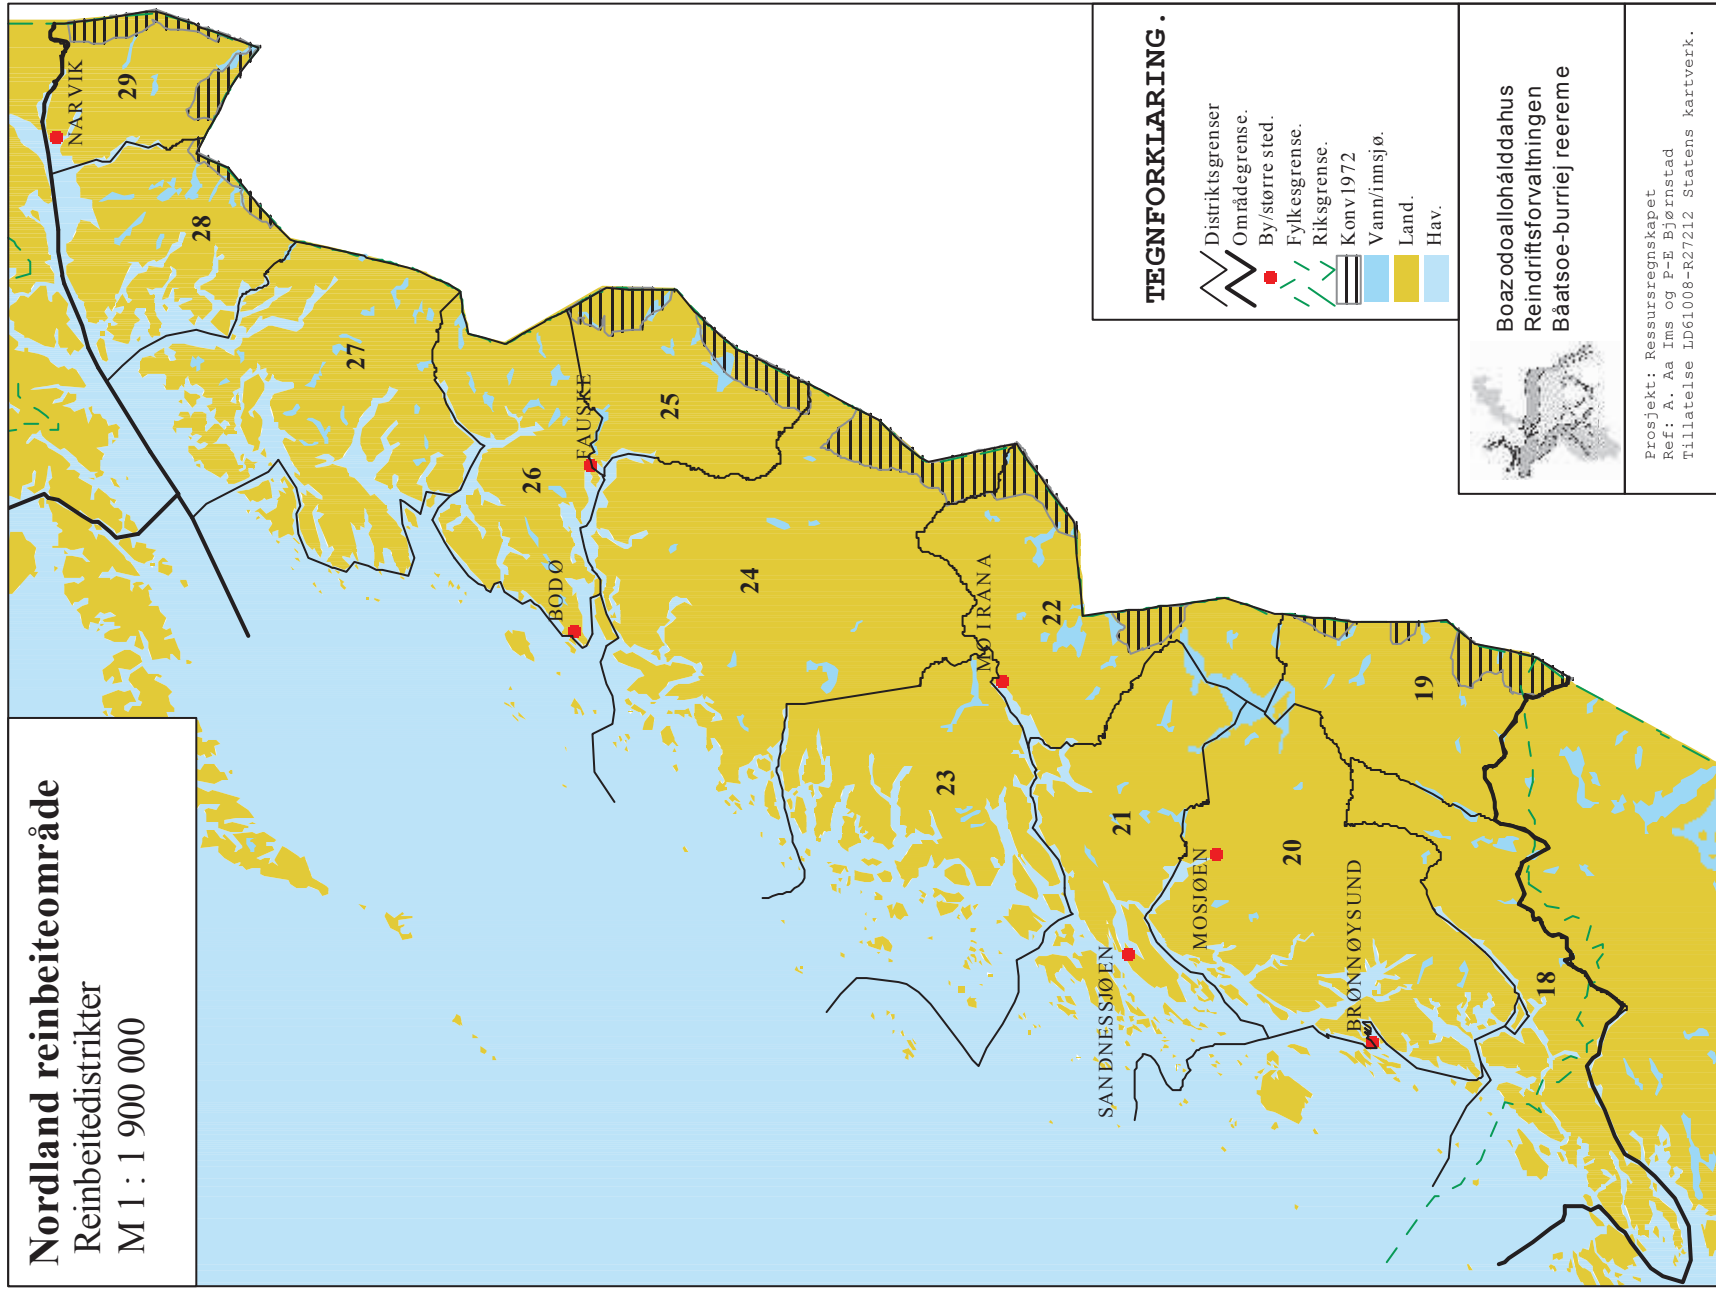 Nordland reinbeiteområde
Reinbeitedistrikter
M 1 : 1 900 000
NARVIK
29
28
27
26
FAUSKE
25
BODØ
24
MO I RANA
22
23
21
SANDNESSJØEN
MOSJØEN
20
19
BRØNNØYSUND
18
TEGNFORKLARING.
Distriktsgrenser
Områdegrense.
By/større sted.
Fylkesgrense.
Riksgrense.
Konv1972
Vann/innsjø.
Land.
Hav.
Boazodoallohálddahus
Reindriftsforvaltningen
Båatsoe-burriej reereme
Prosjekt: Ressursregnskapet
Ref: A. Aa Ims og P-E Bjørnstad
Tillatelse LD61008-R27212 Statens kartverk.